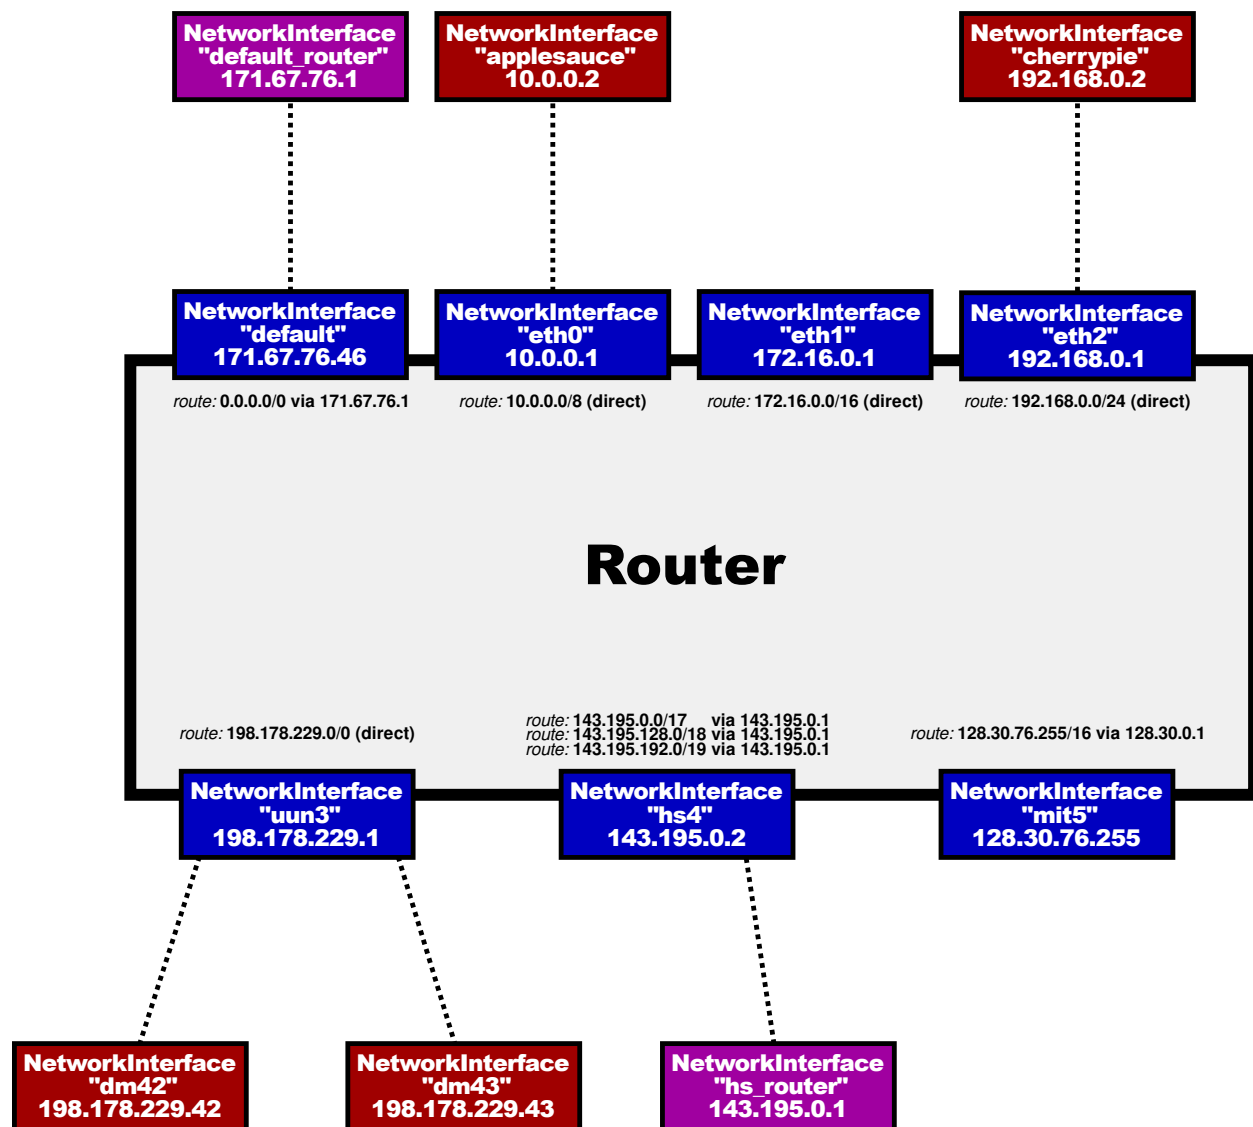 NetworkInterface
"default_router"
171.67.76.1
NetworkInterface
"applesauce"
10.0.0.2
NetworkInterface
"cherrypie"
192.168.0.2
NetworkInterface
"default"
171.67.76.46
NetworkInterface
"eth0"
10.0.0.1
NetworkInterface
"eth1"
172.16.0.1
NetworkInterface
"eth2"
192.168.0.1
route: 0.0.0.0/0 via 171.67.76.1
route: 10.0.0.0/8 (direct)
route: 172.16.0.0/16 (direct)
route: 192.168.0.0/24 (direct)
Router
route: 198.178.229.0/0 (direct)
route: 143.195.0.0/17 via 143.195.0.1
route: 143.195.128.0/18 via 143.195.0.1
route: 143.195.192.0/19 via 143.195.0.1
route: 128.30.76.255/16 via 128.30.0.1
NetworkInterface
"uun3"
198.178.229.1
NetworkInterface
"hs4"
143.195.0.2
NetworkInterface
"mit5"
128.30.76.255
NetworkInterface
"dm42"
198.178.229.42
NetworkInterface
"dm43"
198.178.229.43
NetworkInterface
"hs_router"
143.195.0.1